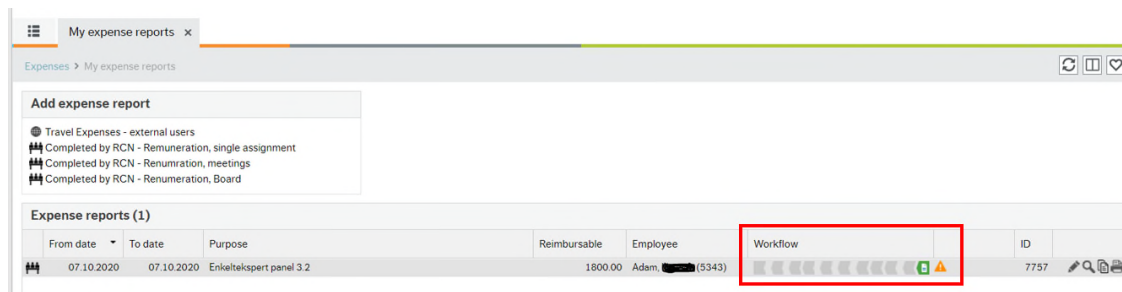 My expense reports ×
Expenses > My expense reports
Add expense report
Travel Expenses - external users
Completed by RCN - Remuneration, single assignment
Completed by RCN - Renumration, meetings
Completed by RCN - Renumeration, Board
Expense reports (1)
From date To date Purpose Reimbursable Employee Workflow ID
07.10.2020 07.10.2020 Enkeltekspert panel 3.2 1800.00 Adam, (5343) 7757